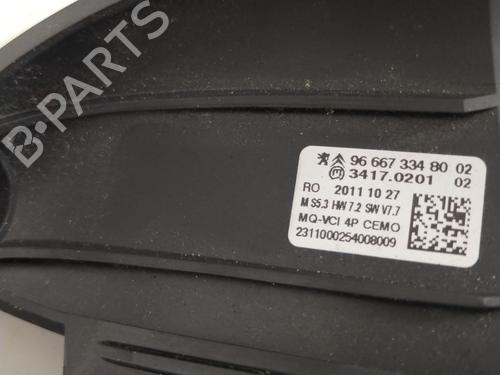 96 667 334 80 02
3417.0201 02
RO 2011 10 27
M S5.3 HW 7.2 SW V7.7
MQ-VCI 4P CEMO
2311000254008009
B-PARTS